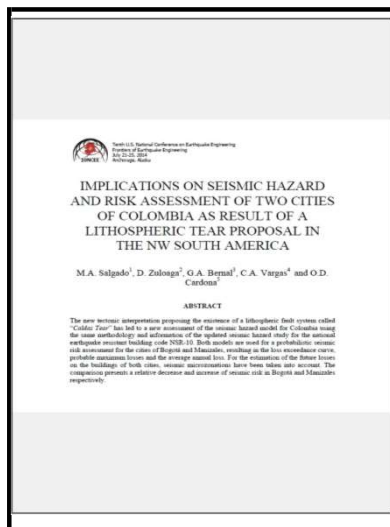 10NCEE
Tenth U.S. National Conference on Earthquake Engineering
Frontiers of Earthquake Engineering
July 21-25, 2014
Anchorage, Alaska
IMPLICATIONS ON SEISMIC HAZARD
AND RISK ASSESSMENT OF TWO CITIES
OF COLOMBIA AS RESULT OF A
LITHOSPHERIC TEAR PROPOSAL IN
THE NW SOUTH AMERICA
M.A. Salgado1, D. Zuloaga2, G.A. Bernal3, C.A. Vargas4 and O.D.
Cardona5
ABSTRACT
The new tectonic interpretation proposing the existence of a lithospheric fault system called
"Caldas Tear" has led to a new assessment of the seismic hazard model for Colombia using
the same methodology and information of the updated seismic hazard study for the national
earthquake resistant building code NSR-10. Both models are used for a probabilistic seismic
risk assessment for the cities of Bogotá and Manizales, resulting in the loss exceedance curve,
probable maximum losses and the average annual loss. For the estimation of the future losses
on the buildings of both cities, seismic microzonations have been taken into account. The
comparison presents a relative decrease and increase of seismic risk in Bogotá and Manizales
respectively.